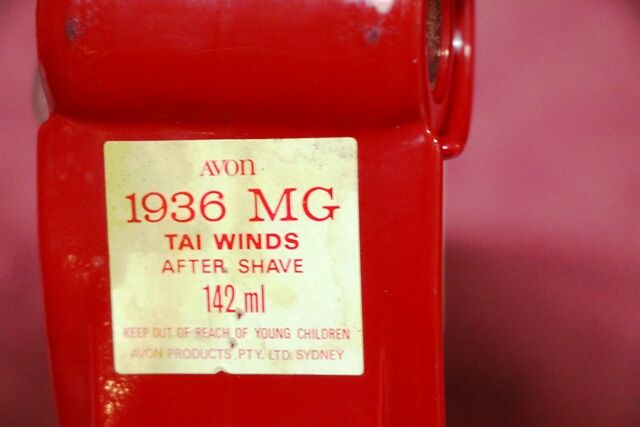 AVON
1936 MG
TAI WINDS
AFTER SHAVE
142 ml
KEEP OUT OF REACH OF YOUNG CHILDREN
AVON PRODUCTS PTY. LTD. SYDNEY